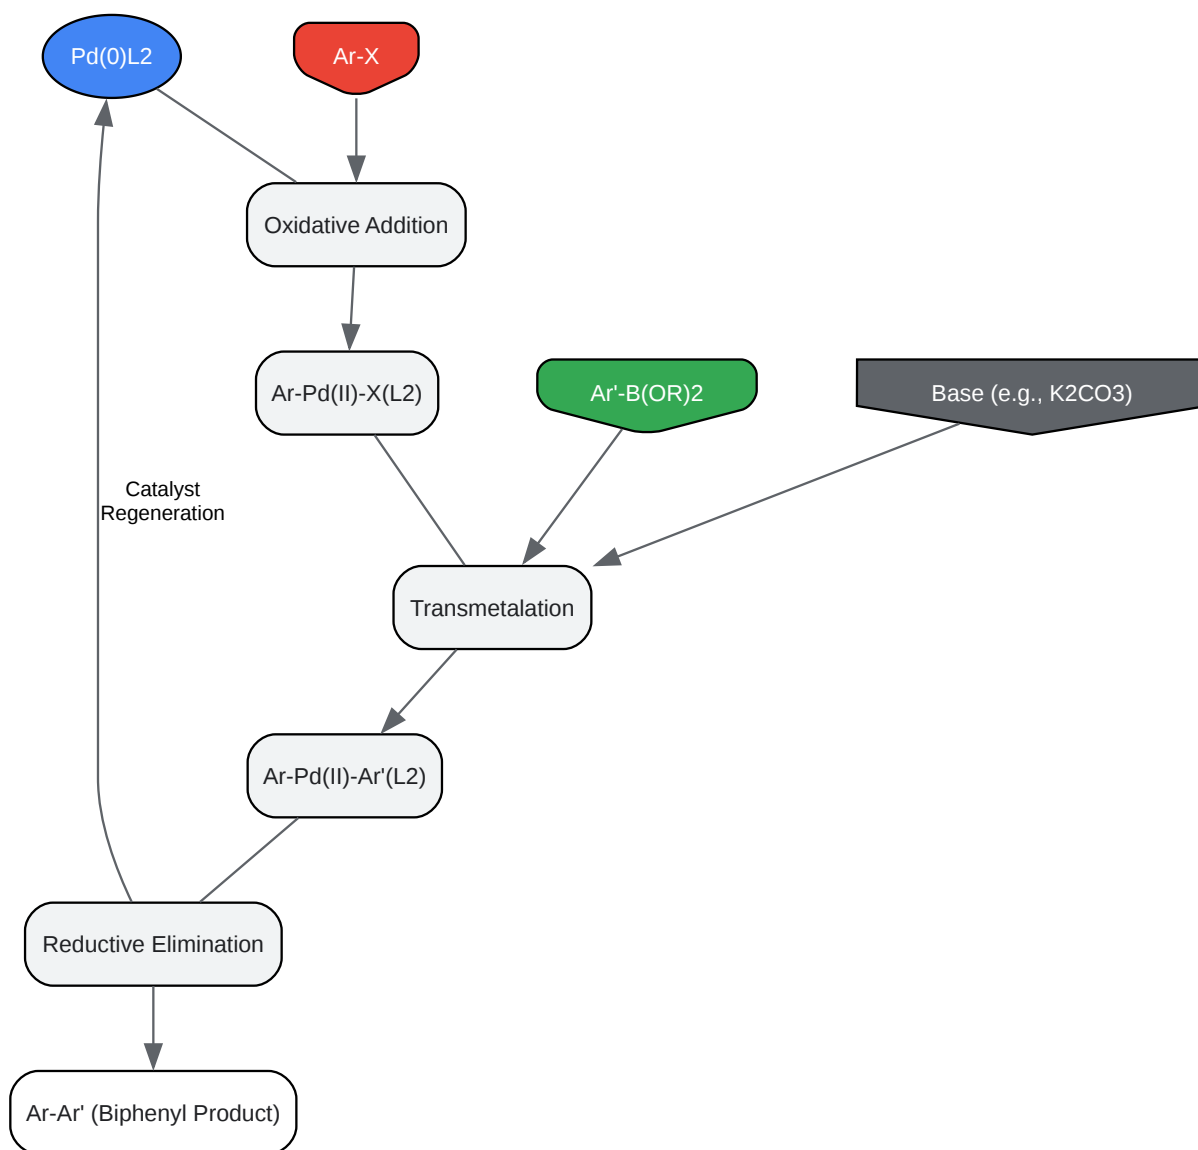 Pd(0)L2
Ar-X
Oxidative Addition
Ar-Pd(II)-X(L2)
Ar'-B(OR)2
Base (e.g., K2CO3)
Catalyst
Regeneration
Transmetalation
Ar-Pd(II)-Ar'(L2)
Reductive Elimination
Ar-Ar' (Biphenyl Product)